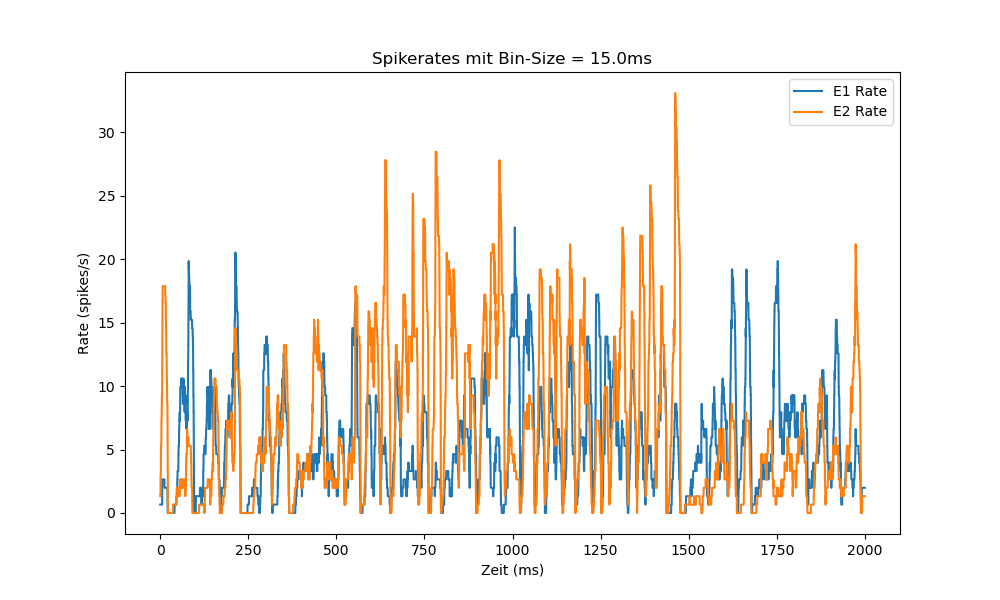 Spikerates mit Bin-Size = 15.0ms
E1 Rate
E2 Rate
Rate (spikes/s)
30
25
20
15
10
5
0
0 250 500 750 1000 1250 1500 1750 2000
Zeit (ms)